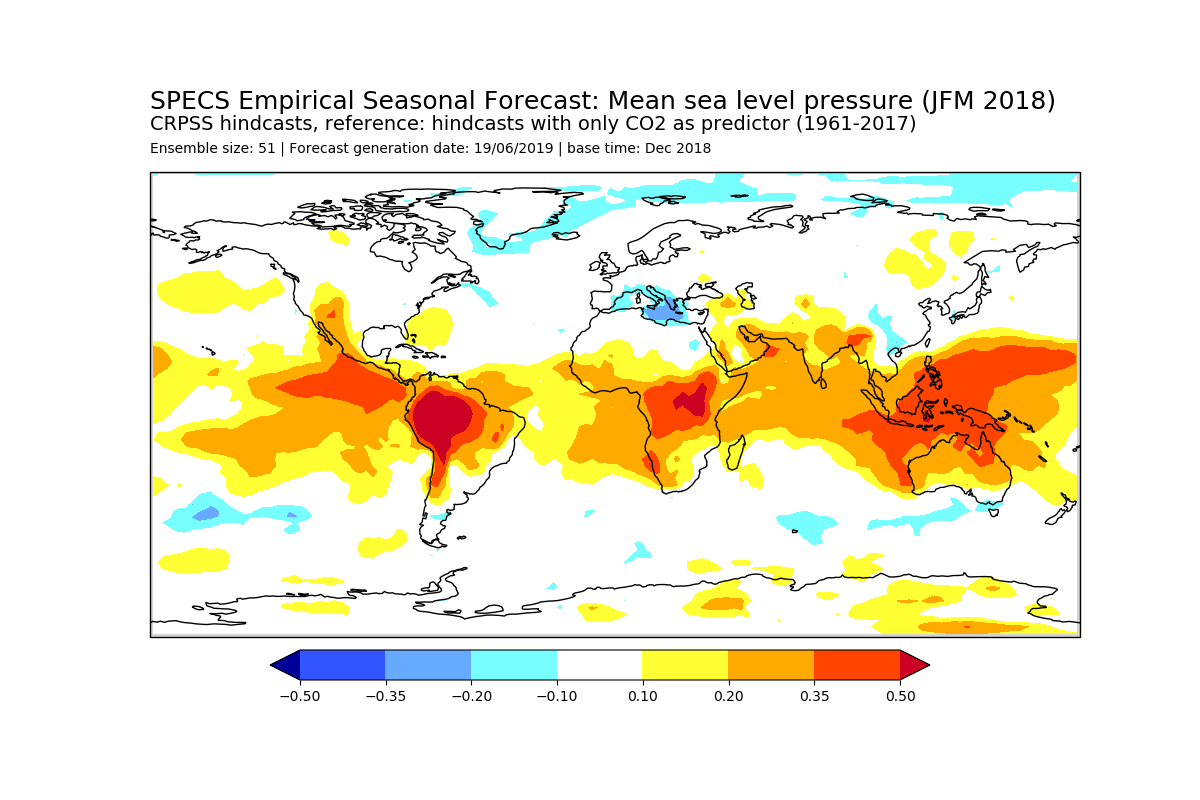 SPECS Empirical Seasonal Forecast: Mean sea level pressure (JFM 2018)
CRPSS hindcasts, reference: hindcasts with only CO2 as predictor (1961-2017)
Ensemble size: 51 | Forecast generation date: 19/06/2019 | base time: Dec 2018
−0.50 −0.35 −0.20 −0.10 0.10 0.20 0.35 0.50